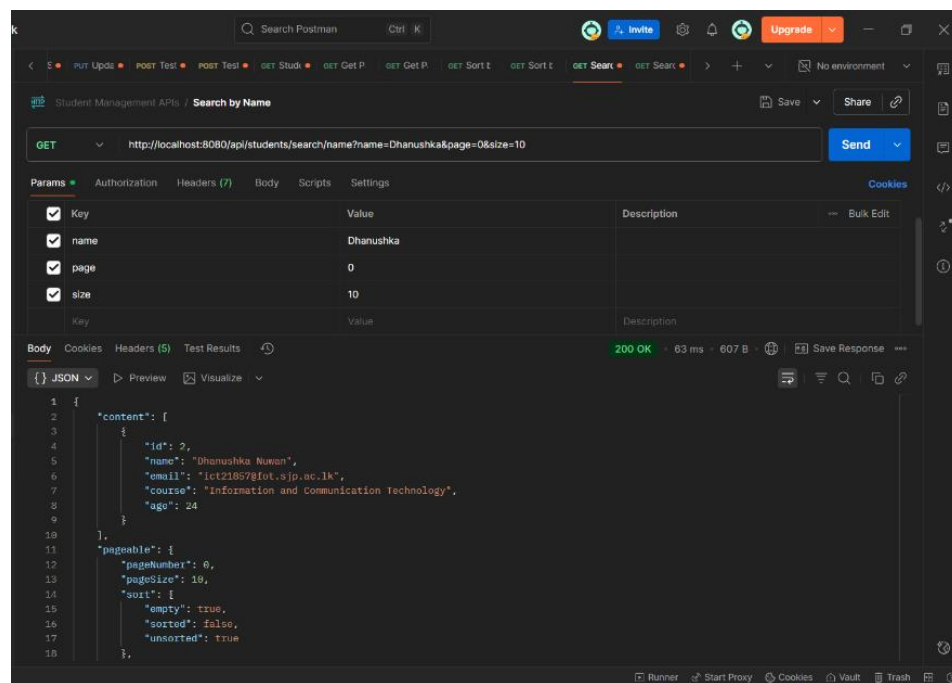 k
Search Postman Ctrl K Invite Upgrade
PUT Upda POST Test POST Test GET Stud GET Get P GET Get P GET Sort t GET Sort t GET Searc GET Searc No environment
Student Management APIs / Search by Name Save Share
GET http://localhost:8080/api/students/search/name?name=Dhanushka&page=0&size=10 Send
Params Authorization Headers (7) Body Scripts Settings Cookies
Key Value Description Bulk Edit
name Dhanushka
page 0
size 10
Key Value Description
Body Cookies Headers (5) Test Results 200 OK 63 ms 607 B Save Response
{} JSON Preview Visualize
1 {
2 "content": [
3 {
4 "id": 2,
5 "name": "Dhanushka Nuwan",
6 "email": "ict21857@fot.sjp.ac.lk",
7 "course": "Information and Communication Technology",
8 "age": 24
9 }
10 ],
11 "pageable": {
12 "pageNumber": 0,
13 "pageSize": 10,
14 "sort": {
15 "empty": true,
16 "sorted": false,
17 "unsorted": true
18 },
Runner Start Proxy Cookies Vault Trash